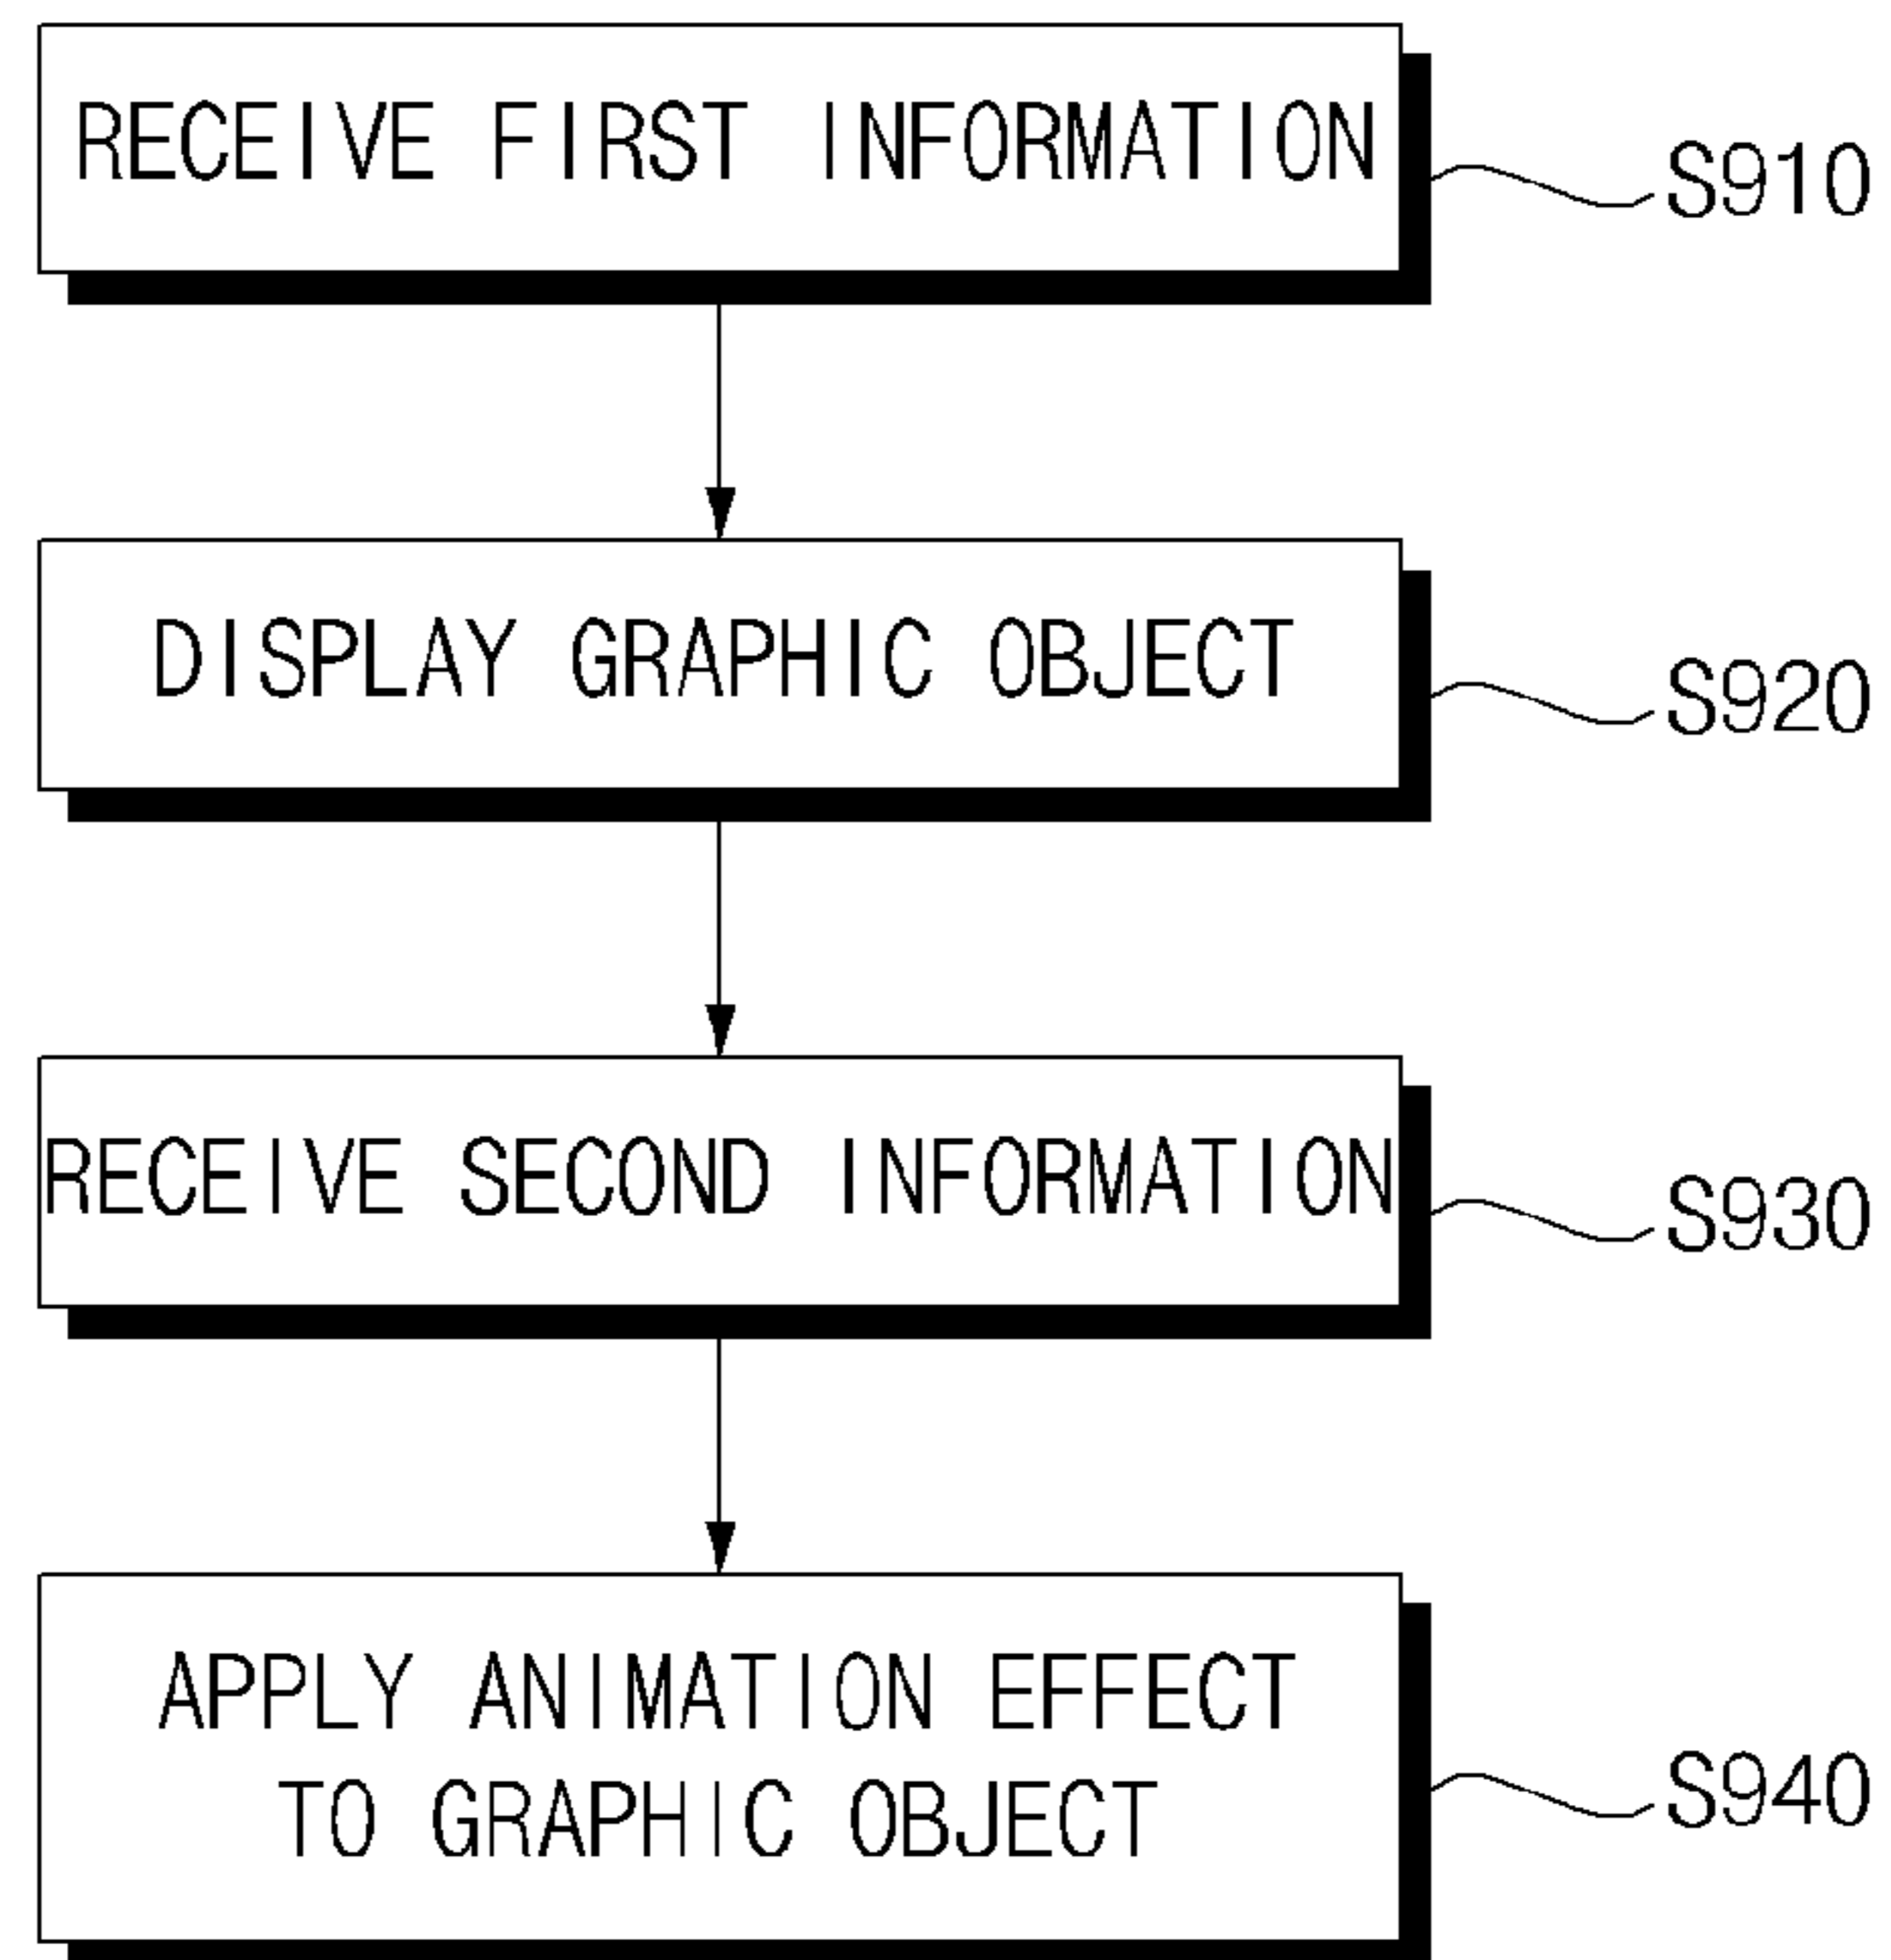 RECEIVE FIRST INFORMATION
S910
DISPLAY GRAPHIC OBJECT
S920
RECEIVE SECOND INFORMATION
S930
APPLY ANIMATION EFFECT
TO GRAPHIC OBJECT
S940